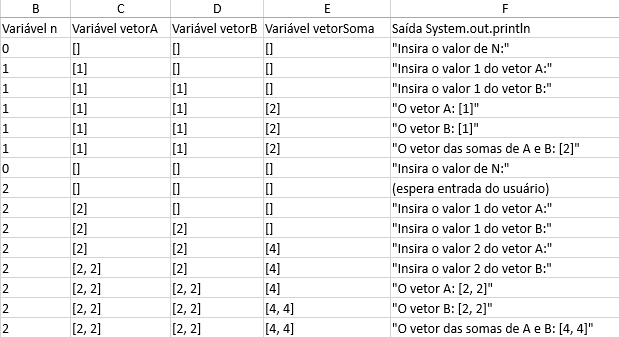 B C D E F
Variável n Variável vetorA Variável vetorB Variável vetorSoma Saída System.out.println
0 [] [] [] "Insira o valor de N:"
1 [1] [] [] "Insira o valor 1 do vetor A:"
1 [1] [1] [] "Insira o valor 1 do vetor B:"
1 [1] [1] [2] "O vetor A: [1]"
1 [1] [1] [2] "O vetor B: [1]"
1 [1] [1] [2] "O vetor das somas de A e B: [2]"
0 [] [] [] "Insira o valor de N:"
2 [] [] [] (espera entrada do usuário)
2 [2] [] [] "Insira o valor 1 do vetor A:"
2 [2] [2] [] "Insira o valor 1 do vetor B:"
2 [2] [2] [4] "Insira o valor 2 do vetor A:"
2 [2, 2] [2] [4] "Insira o valor 2 do vetor B:"
2 [2, 2] [2, 2] [4] "O vetor A: [2, 2]"
2 [2, 2] [2, 2] [4, 4] "O vetor B: [2, 2]"
2 [2, 2] [2, 2] [4, 4] "O vetor das somas de A e B: [4, 4]"